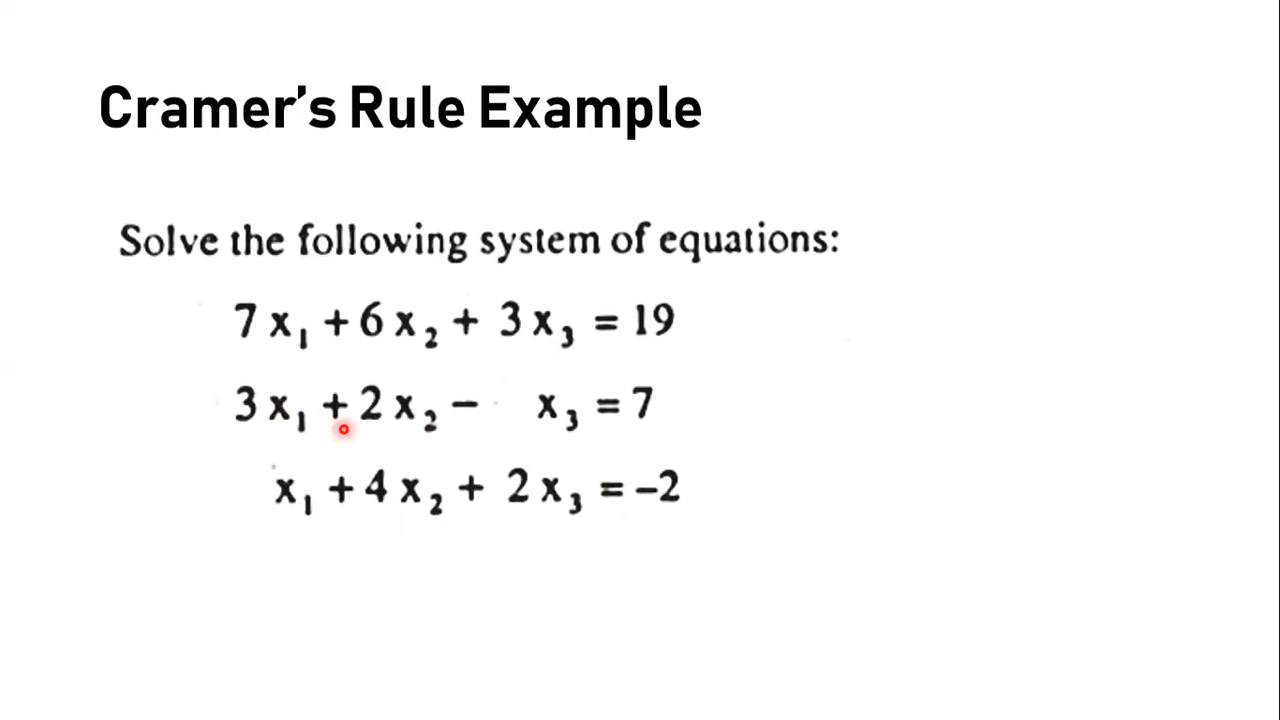 Cramer's Rule Example
Solve the following system of equations:
7 x₁ + 6 x₂ + 3 x₃ = 19
3 x₁ + 2 x₂ − x₃ = 7
x₁ + 4 x₂ + 2 x₃ = −2